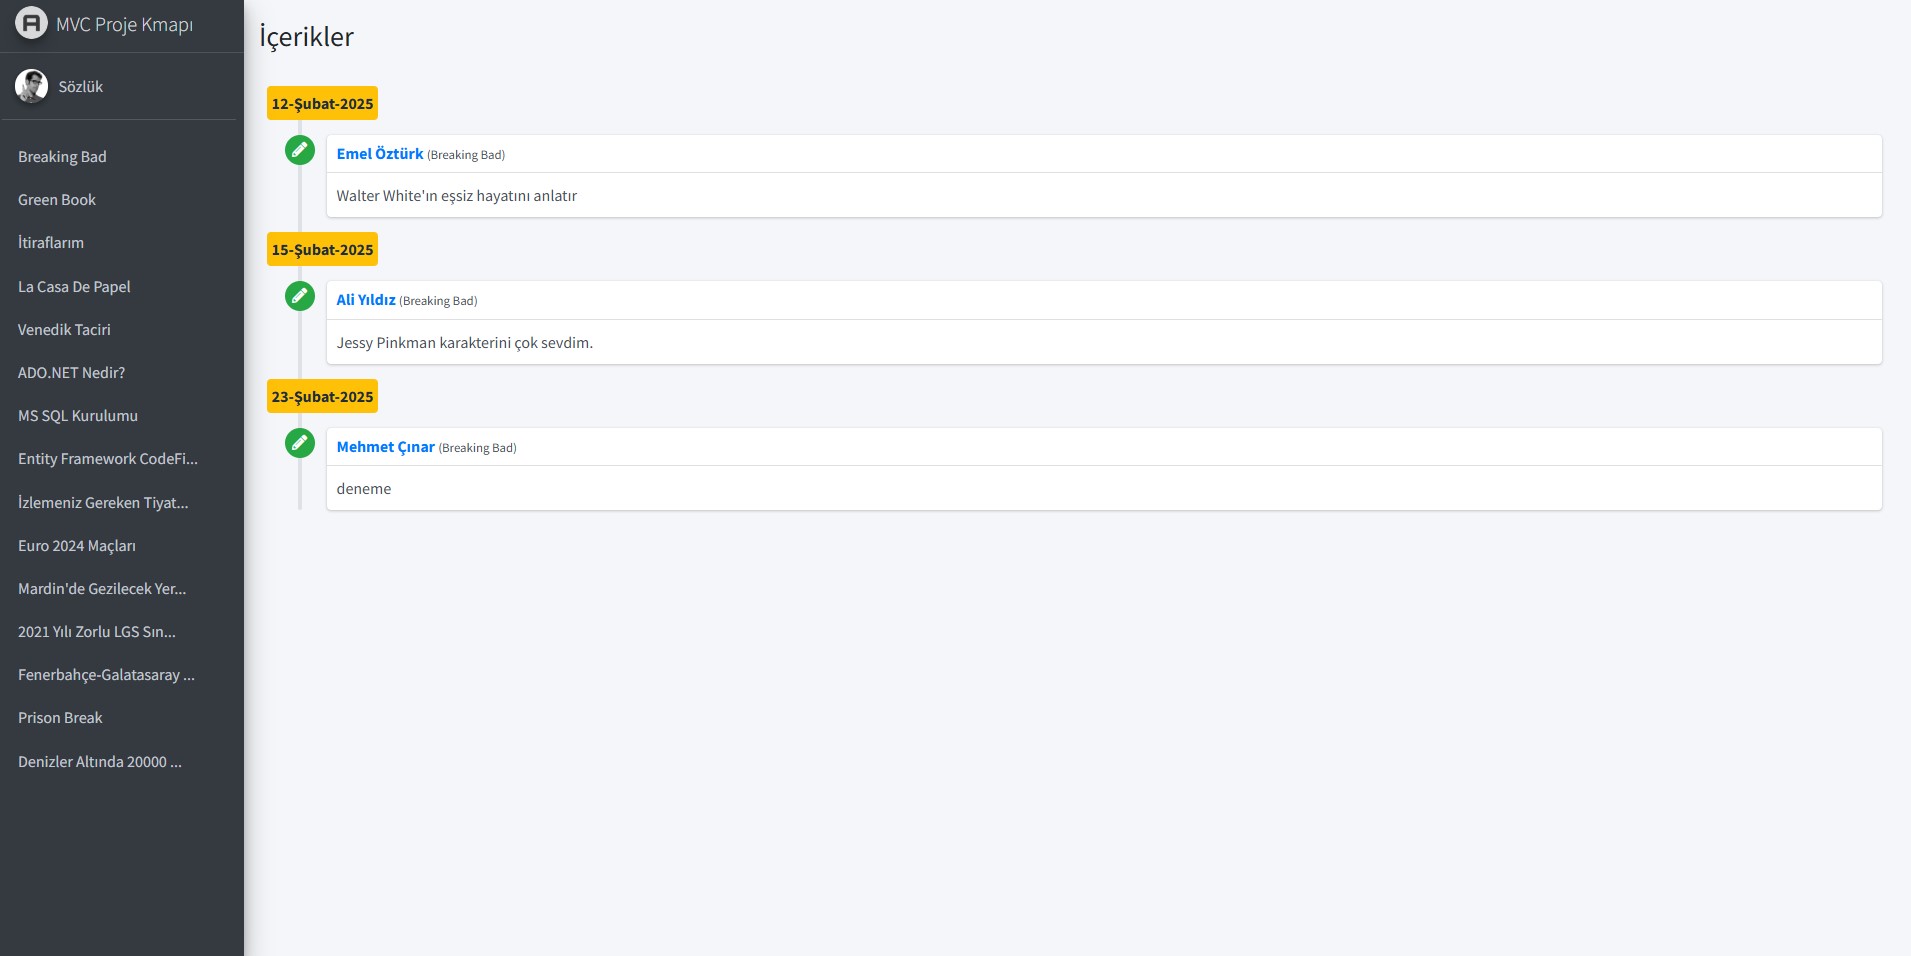 MVC Proje Kmapı
Sözlük
Breaking Bad
Green Book
İtiraflarım
La Casa De Papel
Venedik Taciri
ADO.NET Nedir?
MS SQL Kurulumu
Entity Framework CodeFi...
İzlemeniz Gereken Tiyat...
Euro 2024 Maçları
Mardin'de Gezilecek Yer...
2021 Yılı Zorlu LGS Sın...
Fenerbahçe-Galatasaray ...
Prison Break
Denizler Altında 20000 ...
İçerikler
12-Şubat-2025
Emel Öztürk (Breaking Bad)
Walter White'ın eşsiz hayatını anlatır
15-Şubat-2025
Ali Yıldız (Breaking Bad)
Jessy Pinkman karakterini çok sevdim.
23-Şubat-2025
Mehmet Çınar (Breaking Bad)
deneme